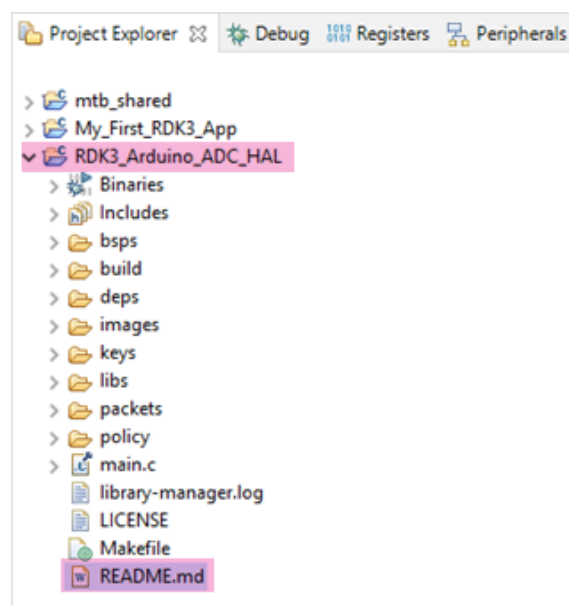 Project Explorer Debug Registers Peripherals
mtb_shared
My_First_RDK3_App
RDK3_Arduino_ADC_HAL
Binaries
Includes
bsps
build
deps
images
keys
libs
packets
policy
main.c
library-manager.log
LICENSE
Makefile
README.md